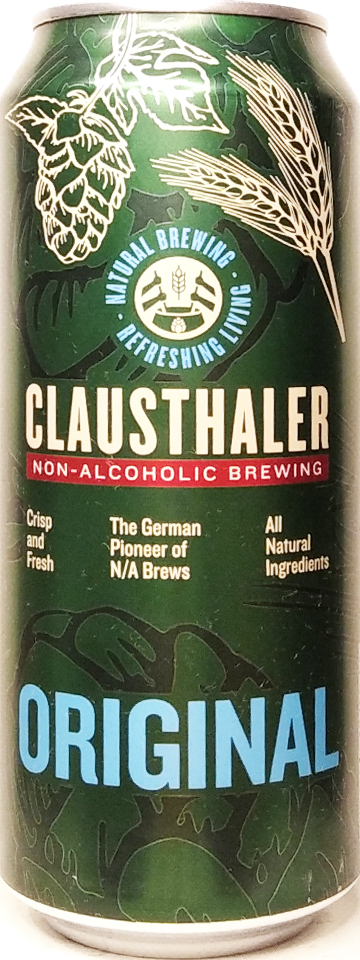 NATURAL BREWING
REFRESHING LIVING
CLAUSTHALER
NON-ALCOHOLIC BREWING
Crisp
and
Fresh
The German
Pioneer of
N/A Brews
All
Natural
Ingredients
ORIGINAL